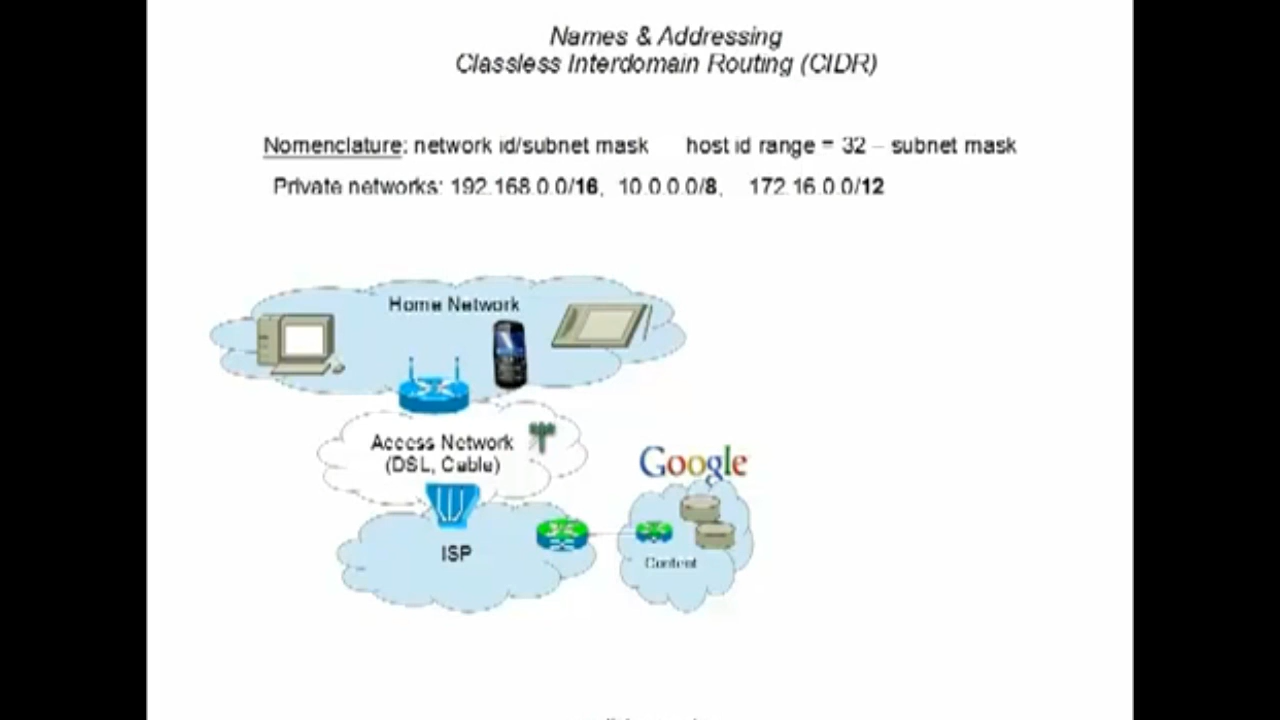 Names & Addressing
Classless Interdomain Routing (CIDR)
Nomenclature: network id/subnet mask host id range = 32 – subnet mask
Private networks: 192.168.0.0/16, 10.0.0.0/8, 172.16.0.0/12
Home Network
Access Network
(DSL, Cable)
Google
ISP
Content